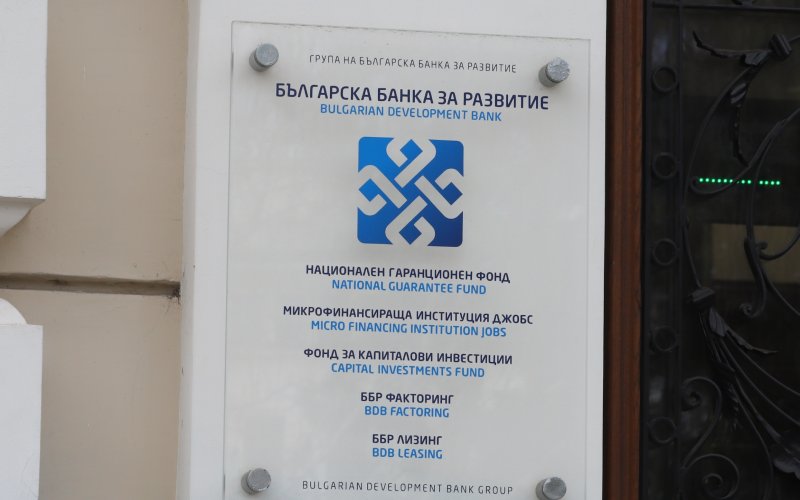 ГРУПА НА БЪЛГАРСКА БАНКА ЗА РАЗВИТИЕ
БЪЛГАРСКА БАНКА ЗА РАЗВИТИЕ
BULGARIAN DEVELOPMENT BANK
НАЦИОНАЛЕН ГАРАНЦИОНЕН ФОНД
NATIONAL GUARANTEE FUND
МИКРОФИНАНСИРАЩА ИНСТИТУЦИЯ ДЖОБС
MICRO FINANCING INSTITUTION JOBS
ФОНД ЗА КАПИТАЛОВИ ИНВЕСТИЦИИ
CAPITAL INVESTMENTS FUND
ББР ФАКТОРИНГ
BDB FACTORING
ББР ЛИЗИНГ
BDB LEASING
BULGARIAN DEVELOPMENT BANK GROUP